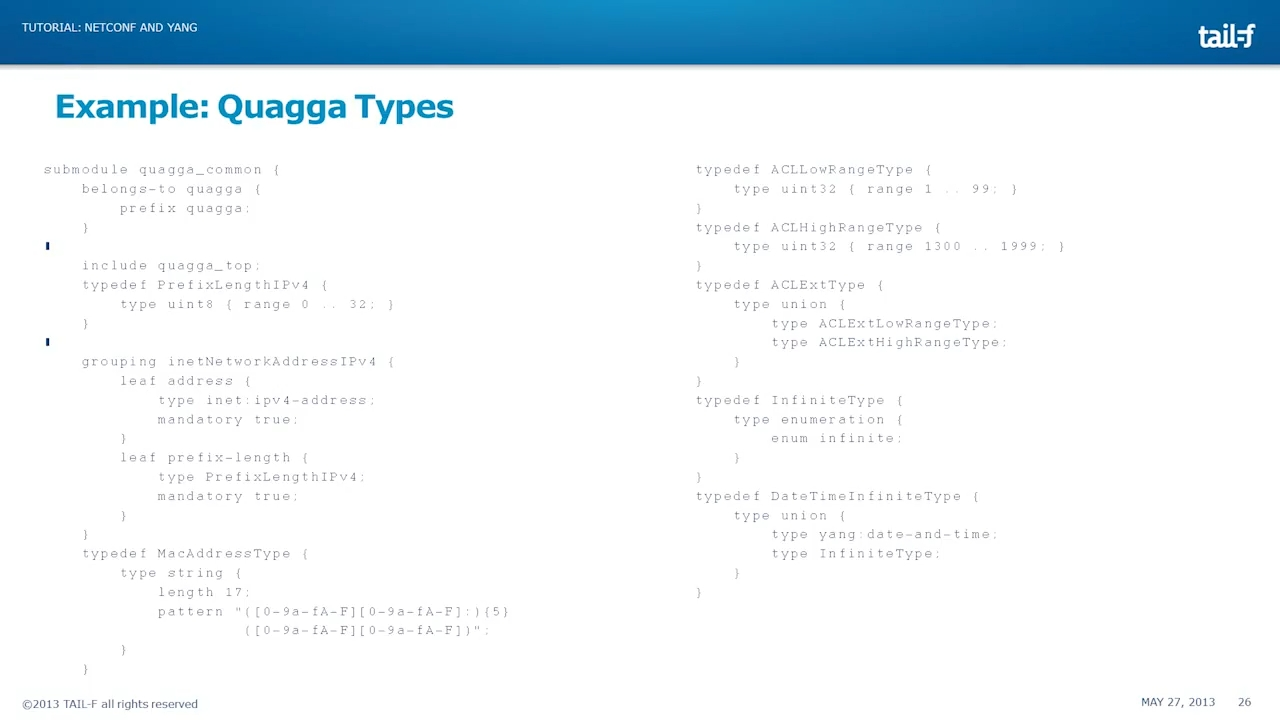 TUTORIAL: NETCONF AND YANG
tail-f
Example: Quagga Types
submodule quagga_common {
    belongs-to quagga {
        prefix quagga;
    }
    include quagga_top;
    typedef PrefixLengthIPv4 {
        type uint8 { range 0 .. 32; }
    }
    grouping inetNetworkAddressIPv4 {
        leaf address {
            type inet:ipv4-address;
            mandatory true;
        }
        leaf prefix-length {
            type PrefixLengthIPv4;
            mandatory true;
        }
    }
    typedef MacAddressType {
        type string {
            length 17;
            pattern "([0-9a-fA-F][0-9a-fA-F]:){5}
                     ([0-9a-fA-F][0-9a-fA-F])";
        }
    }
typedef ACLLowRangeType {
    type uint32 { range 1 .. 99; }
}
typedef ACLHighRangeType {
    type uint32 { range 1300 .. 1999; }
}
typedef ACLExtType {
    type union {
        type ACLExtLowRangeType;
        type ACLExtHighRangeType;
    }
}
typedef InfiniteType {
    type enumeration {
        enum infinite;
    }
}
typedef DateTimeInfiniteType {
    type union {
        type yang:date-and-time;
        type InfiniteType;
    }
}
©2013 TAIL-F all rights reserved
MAY 27, 2013 26